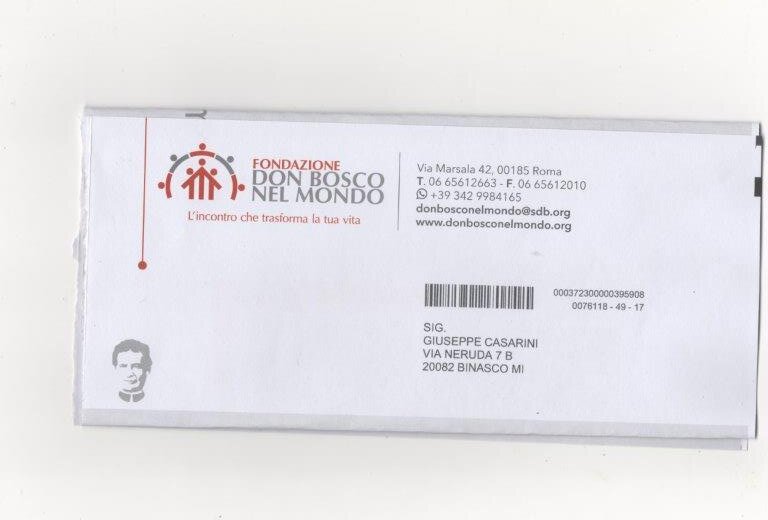 FONDAZIONE
DON BOSCO
NEL MONDO
L'incontro che trasforma la tua vita
Via Marsala 42, 00185 Roma
T. 06 65612663 - F. 06 65612010
+39 342 9984165
donbosconelmondo@sdb.org
www.donbosconelmondo.org
000372300000395908
0076118 - 49 - 17
SIG.
GIUSEPPE CASARINI
VIA NERUDA 7 B
20082 BINASCO MI